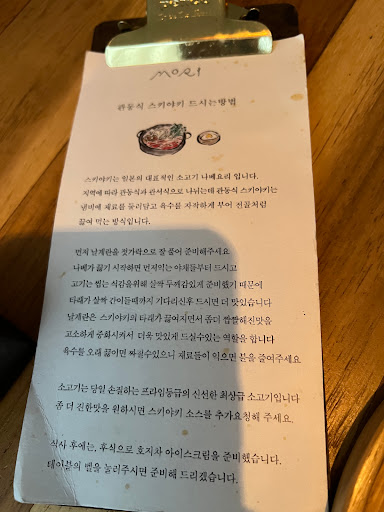 MORI
관동식 스키야키 드시는방법
스키야키는 일본의 대표적인 소고기 나베요리 입니다.
지역에 따라 관동식과 관서식으로 나뉘는데 관동식 스키야키는
냄비에 재료를 둘러담고 육수를 자작하게 부어 전골처럼
끓여 먹는 방식입니다.
먼저 날계란을 젓가락으로 잘 풀어 준비해주세요
나베가 끓기 시작하면 먼저익는 야채들부터 드시고
고기는 씹는 식감을위해 살짝 두께감있게 준비했기 때문에
타래가 살짝 간이들때까지 기다리신후 드시면 더 맛있습니다
날계란은 스키야키의 타래가 끓여지면서 좀더 짭짤해진맛을
고소하게 중화시켜서 더욱 맛있게 드실수있는 역할을 합니다
육수를 오래 끓이면 짜질수있으니 재료들이 익으면 불을 줄여주세요
소고기는 당일 손질하는 프라임등급의 신선한 최상급 소고기입니다
좀 더 진한맛을 원하시면 스키야키 소스를 추가요청해 주세요.
식사 후에는, 후식으로 호지차 아이스크림을 준비했습니다.
테이블의 벨을 눌러주시면 준비해 드리겠습니다.